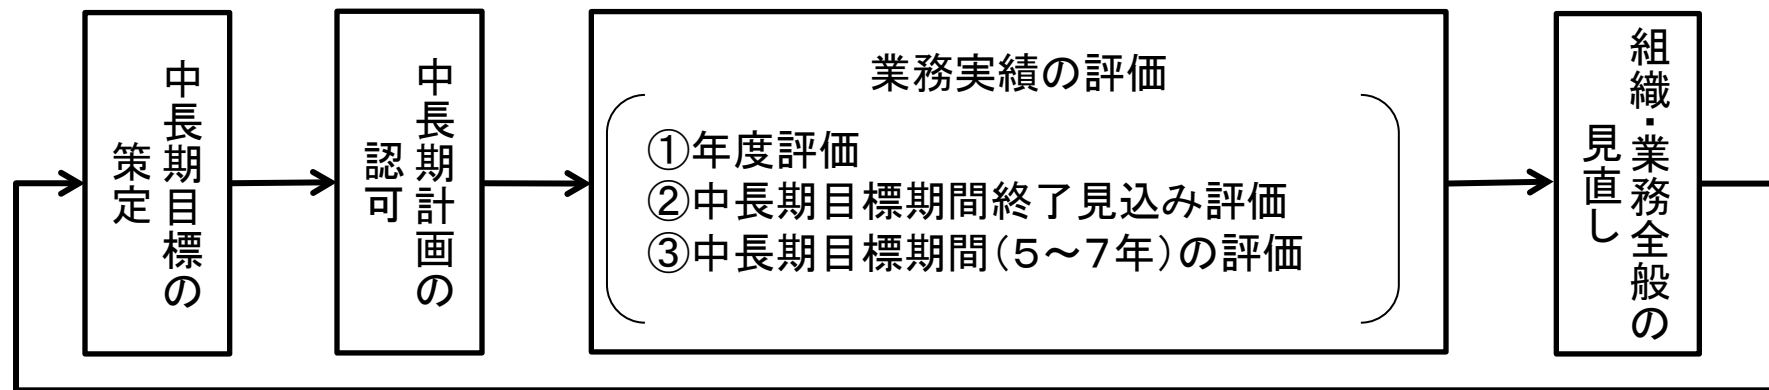 中長期目標の
策定
中長期計画の
認可
業務実績の評価
①年度評価
②中長期目標期間終了見込み評価
③中長期目標期間(5～7年)の評価
組織・業務全般の
見直し